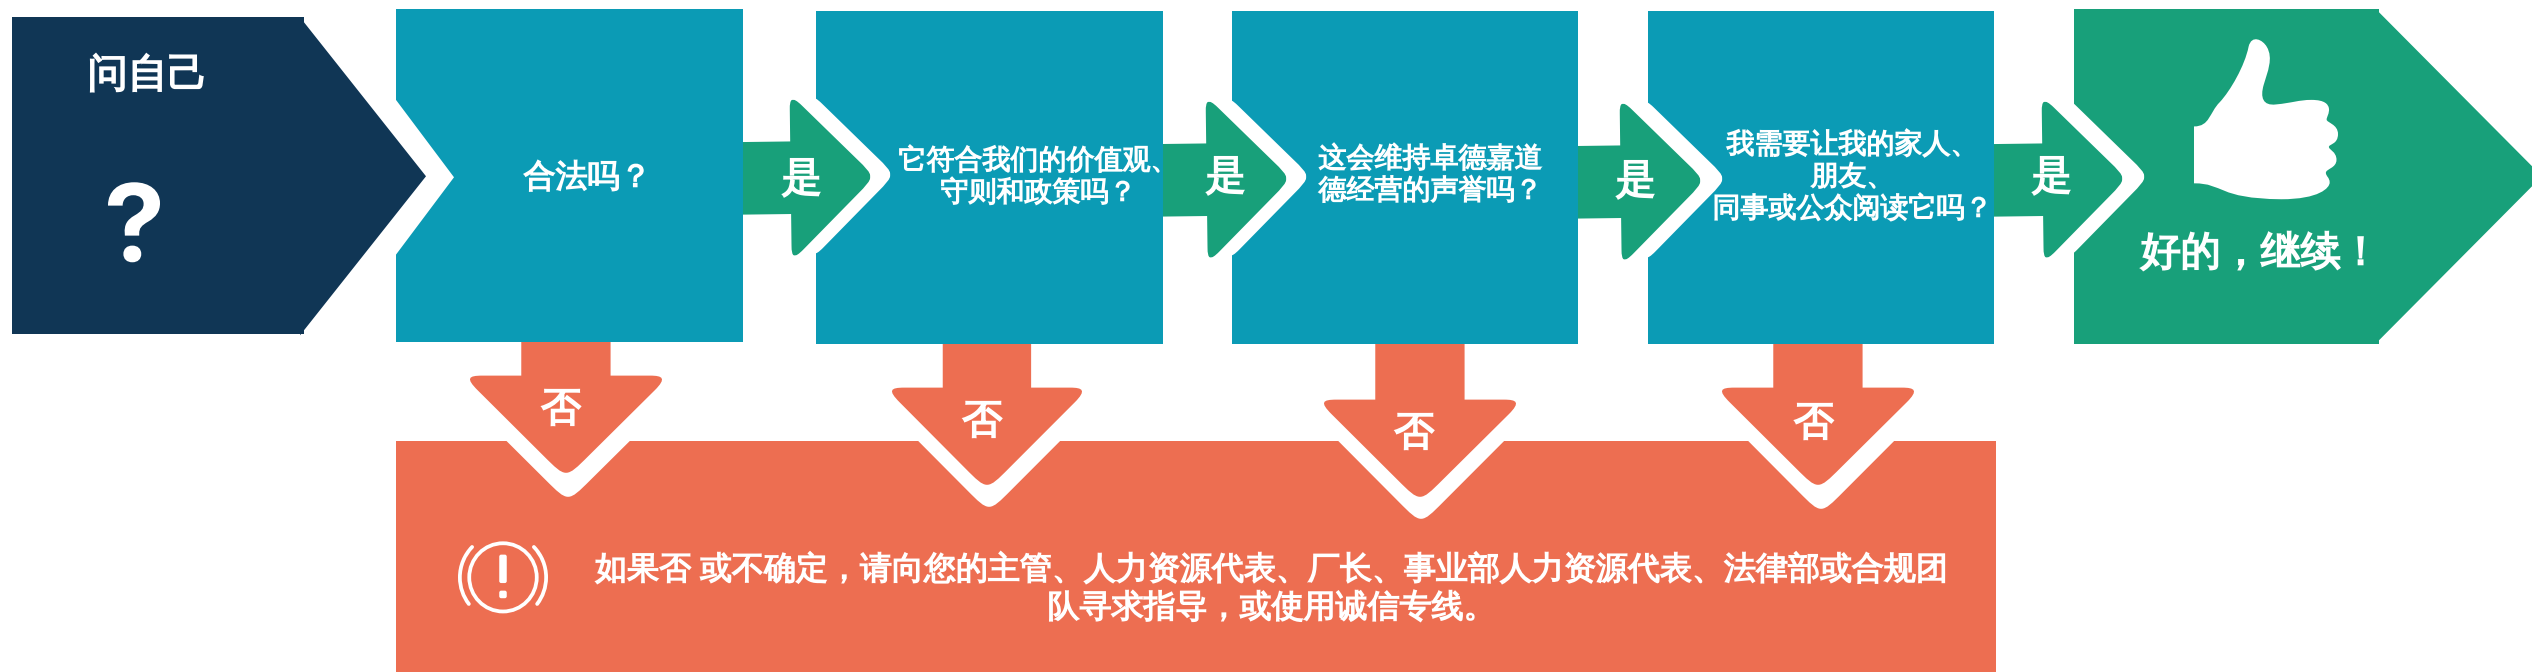 问自己
?
合法吗？
是
它符合我们的价值观、
守则和政策吗？
是
这会维持卓德嘉道
德经营的声誉吗？
是
我需要让我的家人、
朋友、
同事或公众阅读它吗？
是
好的，继续！
否
否
否
否
如果否 或不确定，请向您的主管、人力资源代表、厂长、事业部人力资源代表、法律部或合规团
队寻求指导，或使用诚信专线。